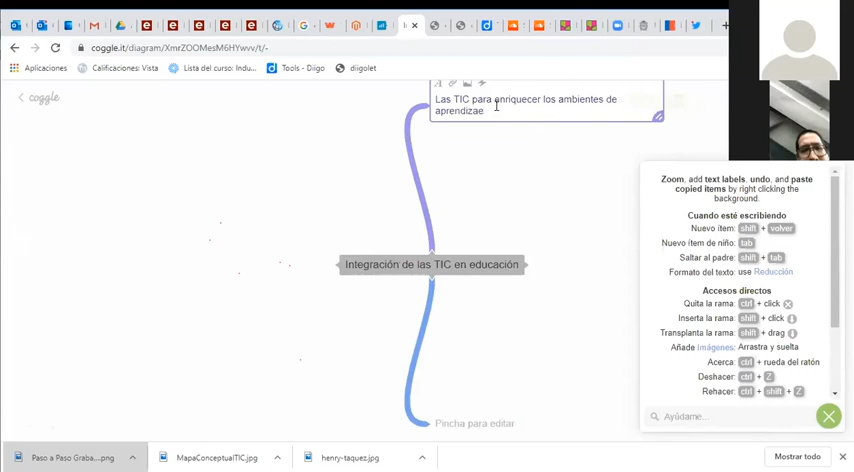 coggle.it/diagram/XmrZOOMesM6HYwvv/t/-
Aplicaciones
Calificaciones: Vista
Lista del curso: Indu...
Tools - Diigo
diigolet
coggle
Las TIC para enriquecer los ambientes de
aprendizae
Integración de las TIC en educación
Pincha para editar
Zoom, add text labels, undo, and paste
copied items by right clicking the
background.
Cuando esté escribiendo
Nuevo ítem: shift + volver
Nuevo ítem de niño: tab
Saltar al padre: shift + tab
Formato del texto: use Reducción
Accesos directos
Quita la rama: ctrl + click
Inserta la rama: shift + click
Transplanta la rama: shift + drag
Añade Imágenes: Arrastra y suelta
Acerca: ctrl + rueda del ratón
Deshacer: ctrl + Z
Rehacer: ctrl + shift + Z
Ayúdame...
Paso a Paso Graba....png
MapaConceptualTIC.jpg
henry-taquez.jpg
Mostrar todo